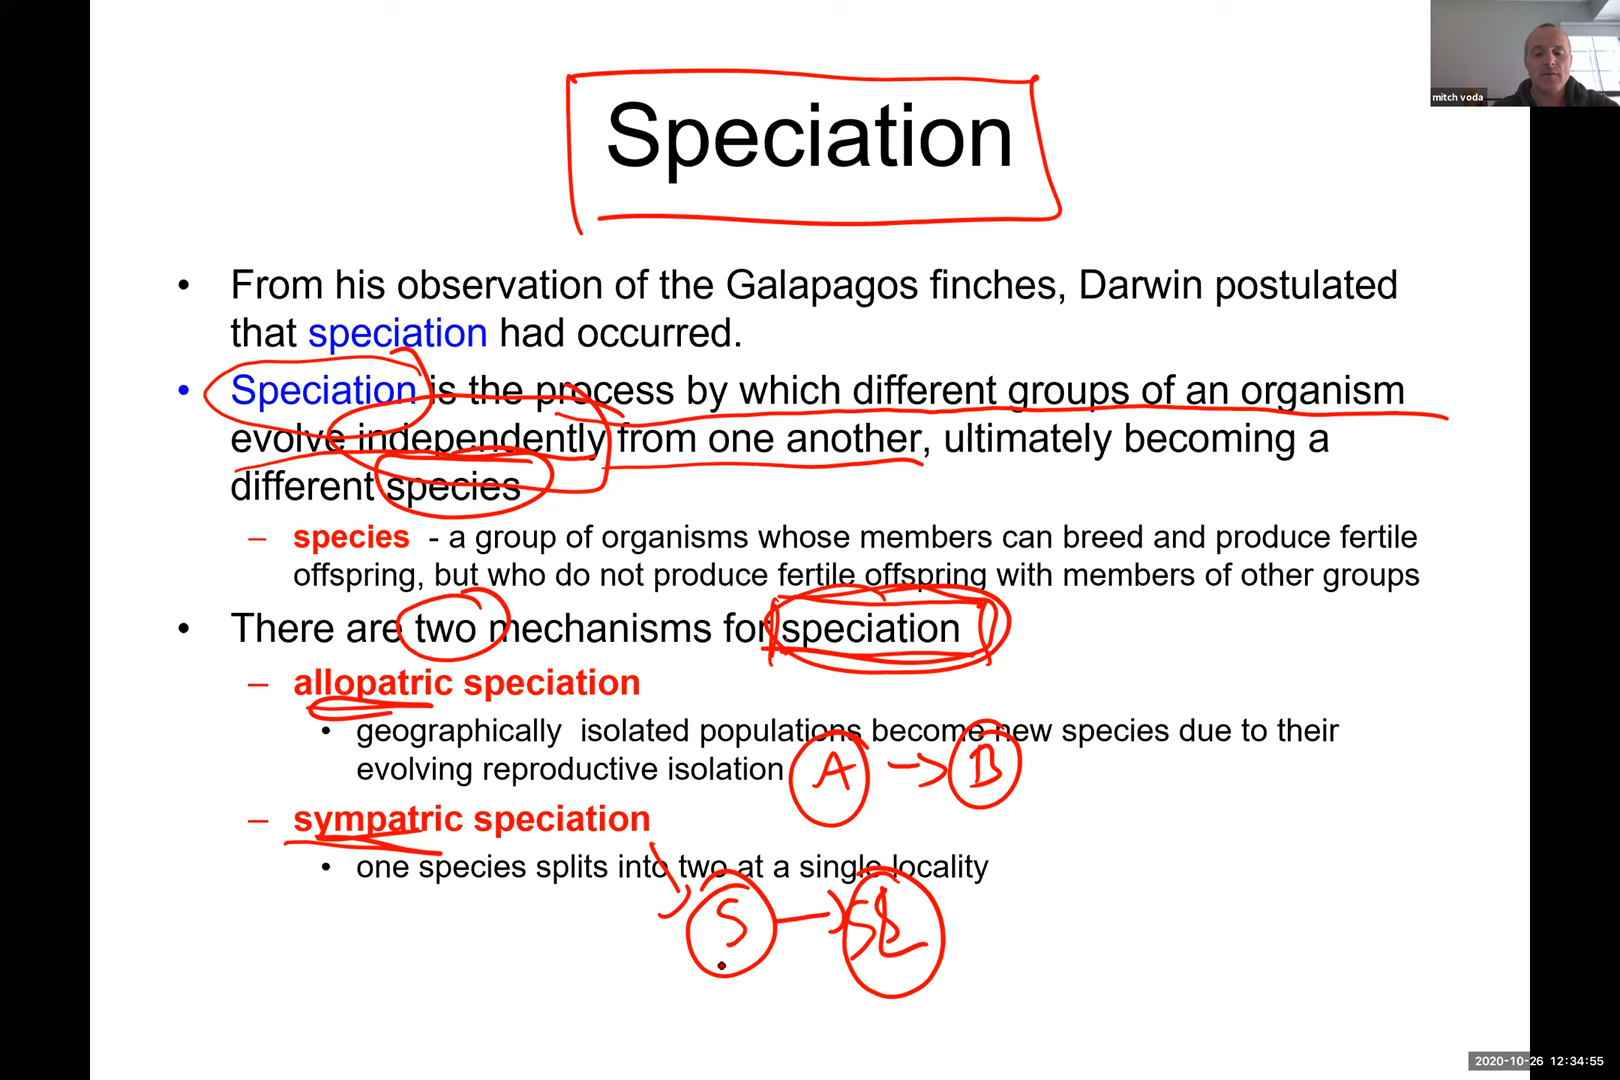 mitch voda
Speciation
• From his observation of the Galapagos finches, Darwin postulated
that speciation had occurred.
• Speciation is the process by which different groups of an organism
evolve independently from one another, ultimately becoming a
different species
– species - a group of organisms whose members can breed and produce fertile
offspring, but who do not produce fertile offspring with members of other groups
• There are two mechanisms for speciation
– allopatric speciation
• geographically isolated populations become new species due to their
evolving reproductive isolation
A → B
– sympatric speciation
• one species splits into two at a single locality
S
2020-10-26 12:34:55